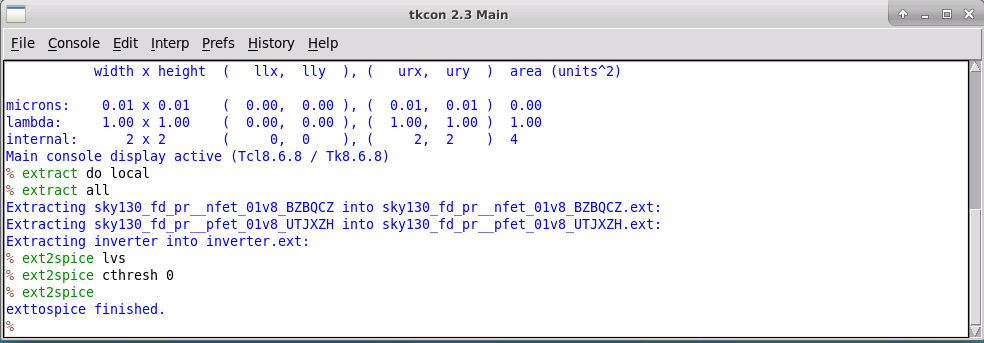 tkcon 2.3 Main
File Console Edit Interp Prefs History Help
width x height ( llx, lly ), ( urx, ury ) area (units^2)
microns: 0.01 x 0.01 ( 0.00, 0.00 ), ( 0.01, 0.01 ) 0.00
lambda: 1.00 x 1.00 ( 0.00, 0.00 ), ( 1.00, 1.00 ) 1.00
internal: 2 x 2 ( 0, 0 ), ( 2, 2 ) 4
Main console display active (Tcl8.6.8 / Tk8.6.8)
% extract do local
% extract all
Extracting sky130_fd_pr__nfet_01v8_BZBQCZ into sky130_fd_pr__nfet_01v8_BZBQCZ.ext:
Extracting sky130_fd_pr__pfet_01v8_UTJXZH into sky130_fd_pr__pfet_01v8_UTJXZH.ext:
Extracting inverter into inverter.ext:
% ext2spice lvs
% ext2spice cthresh 0
% ext2spice
exttospice finished.
%